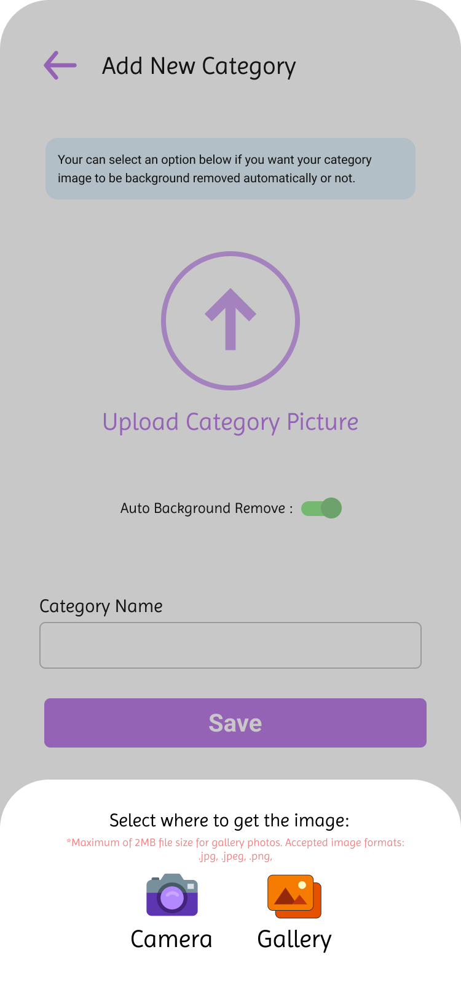 Add New Category
Your can select an option below if you want your category
image to be background removed automatically or not.
Upload Category Picture
Auto Background Remove :
Category Name
Save
Select where to get the image:
*Maximum of 2MB file size for gallery photos. Accepted image formats:
.jpg, .jpeg, .png,
Camera
Gallery